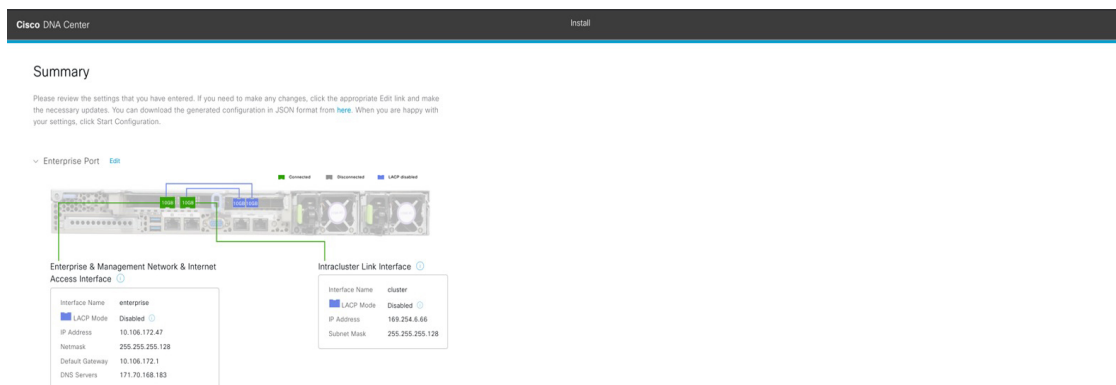 Cisco DNA Center
Install
Summary
Please review the settings that you have entered. If you need to make any changes, click the appropriate Edit link and make
the necessary updates. You can download the generated configuration in JSON format from here. When you are happy with
your settings, click Start Configuration.
Enterprise Port Edit
Connected Disconnected LACP disabled
10GB 10GB 10GB 10GB
Enterprise & Management Network & Internet
Access Interface
Interface Name enterprise
LACP Mode Disabled
IP Address 10.106.172.47
Netmask 255.255.255.128
Default Gateway 10.106.172.1
DNS Servers 171.70.168.183
Intracluster Link Interface
Interface Name cluster
LACP Mode Disabled
IP Address 169.254.6.66
Subnet Mask 255.255.255.128